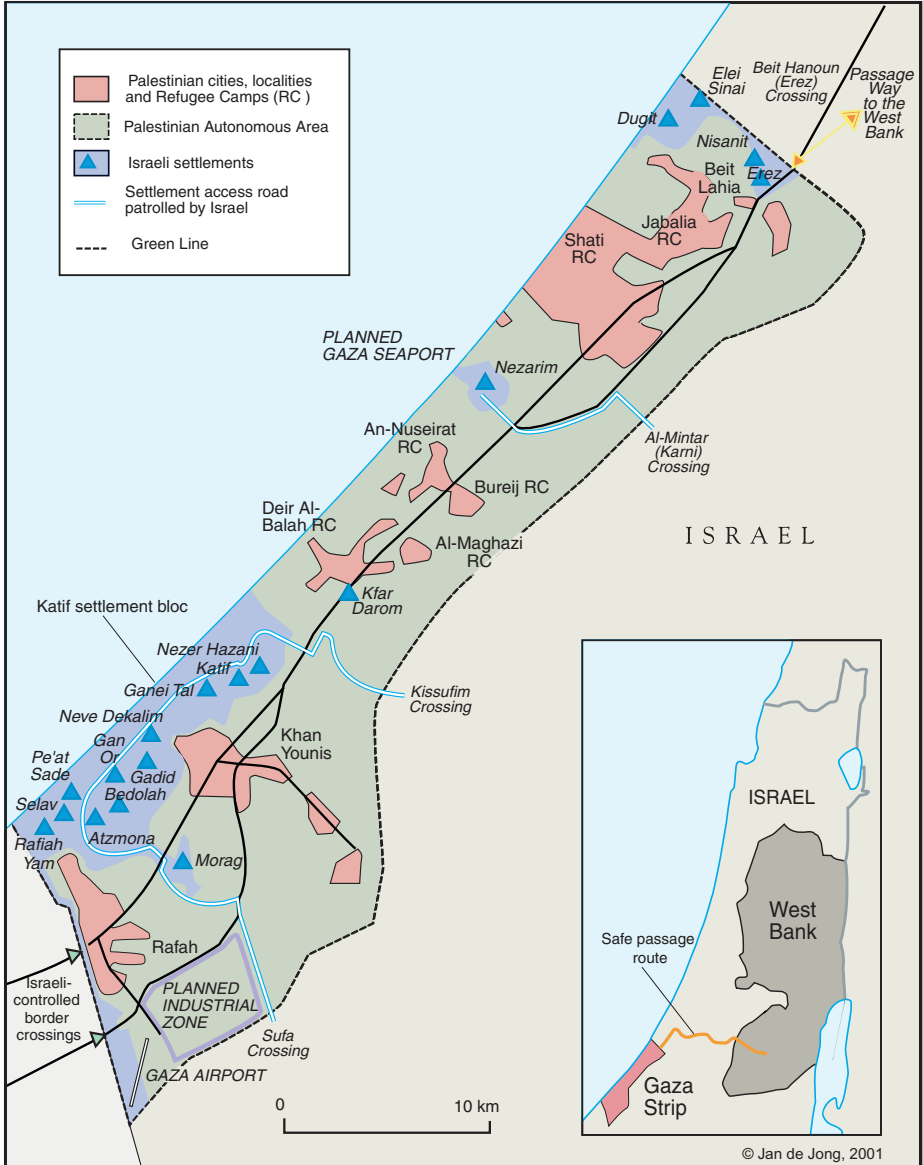 Palestinian cities, localities
and Refugee Camps (RC )
Palestinian Autonomous Area
Israeli settlements
Settlement access road
patrolled by Israel
Green Line
Elei
Sinai
Dugit
Beit Hanoun
(Erez)
Crossing
Passage
Way to the
West
Bank
Nisanit
Erez
Beit
Lahia
Jabalia
RC
Shati
RC
PLANNED
GAZA SEAPORT
Nezarim
Al-Mintar
(Karni)
Crossing
An-Nuseirat
RC
Bureij RC
Deir Al-
Balah RC
Al-Maghazi
RC
ISRAEL
Kfar
Darom
Katif settlement bloc
Nezer Hazani
Katif
Ganei Tal
Kissufim
Crossing
Neve Dekalim
Gan
Or
Khan
Younis
Pe'at
Sade
Gadid
Bedolah
Selav
Atzmona
Rafiah
Yam
Morag
Rafah
Israeli-
controlled
border
crossings
PLANNED
INDUSTRIAL
ZONE
Sufa
Crossing
GAZA AIRPORT
0 10 km
ISRAEL
West
Bank
Safe passage
route
Gaza
Strip
© Jan de Jong, 2001